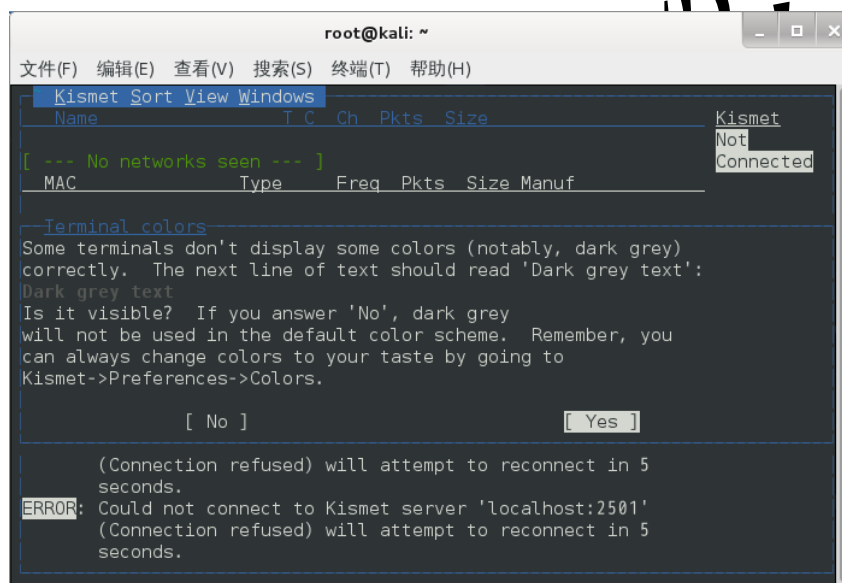 root@kali: ~
文件(F) 编辑(E) 查看(V) 搜索(S) 终端(T) 帮助(H)
Kismet Sort View Windows
Name T C Ch Pkts Size
Kismet
Not
[ --- No networks seen --- ]
Connected
MAC Type Freq Pkts Size Manuf
Terminal colors
Some terminals don't display some colors (notably, dark grey)
correctly. The next line of text should read 'Dark grey text':
Dark grey text
Is it visible? If you answer 'No', dark grey
will not be used in the default color scheme. Remember, you
can always change colors to your taste by going to
Kismet->Preferences->Colors.
[ No ] [ Yes ]
(Connection refused) will attempt to reconnect in 5
seconds.
ERROR: Could not connect to Kismet server 'localhost:2501'
(Connection refused) will attempt to reconnect in 5
seconds.